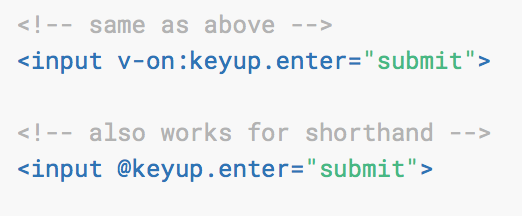 <!-- same as above -->
<input v-on:keyup.enter="submit">
<!-- also works for shorthand -->
<input @keyup.enter="submit">